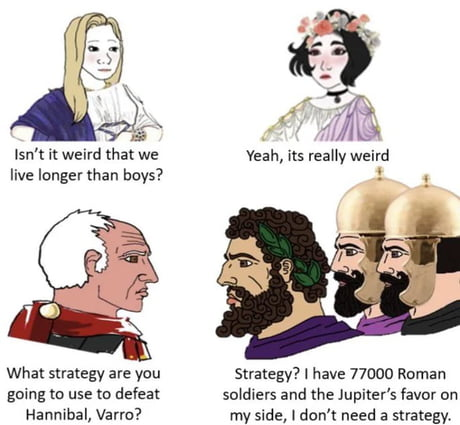 Isn't it weird that we
live longer than boys?
Yeah, its really weird
What strategy are you
going to use to defeat
Hannibal, Varro?
Strategy? I have 77000 Roman
soldiers and the Jupiter's favor on
my side, I don't need a strategy.